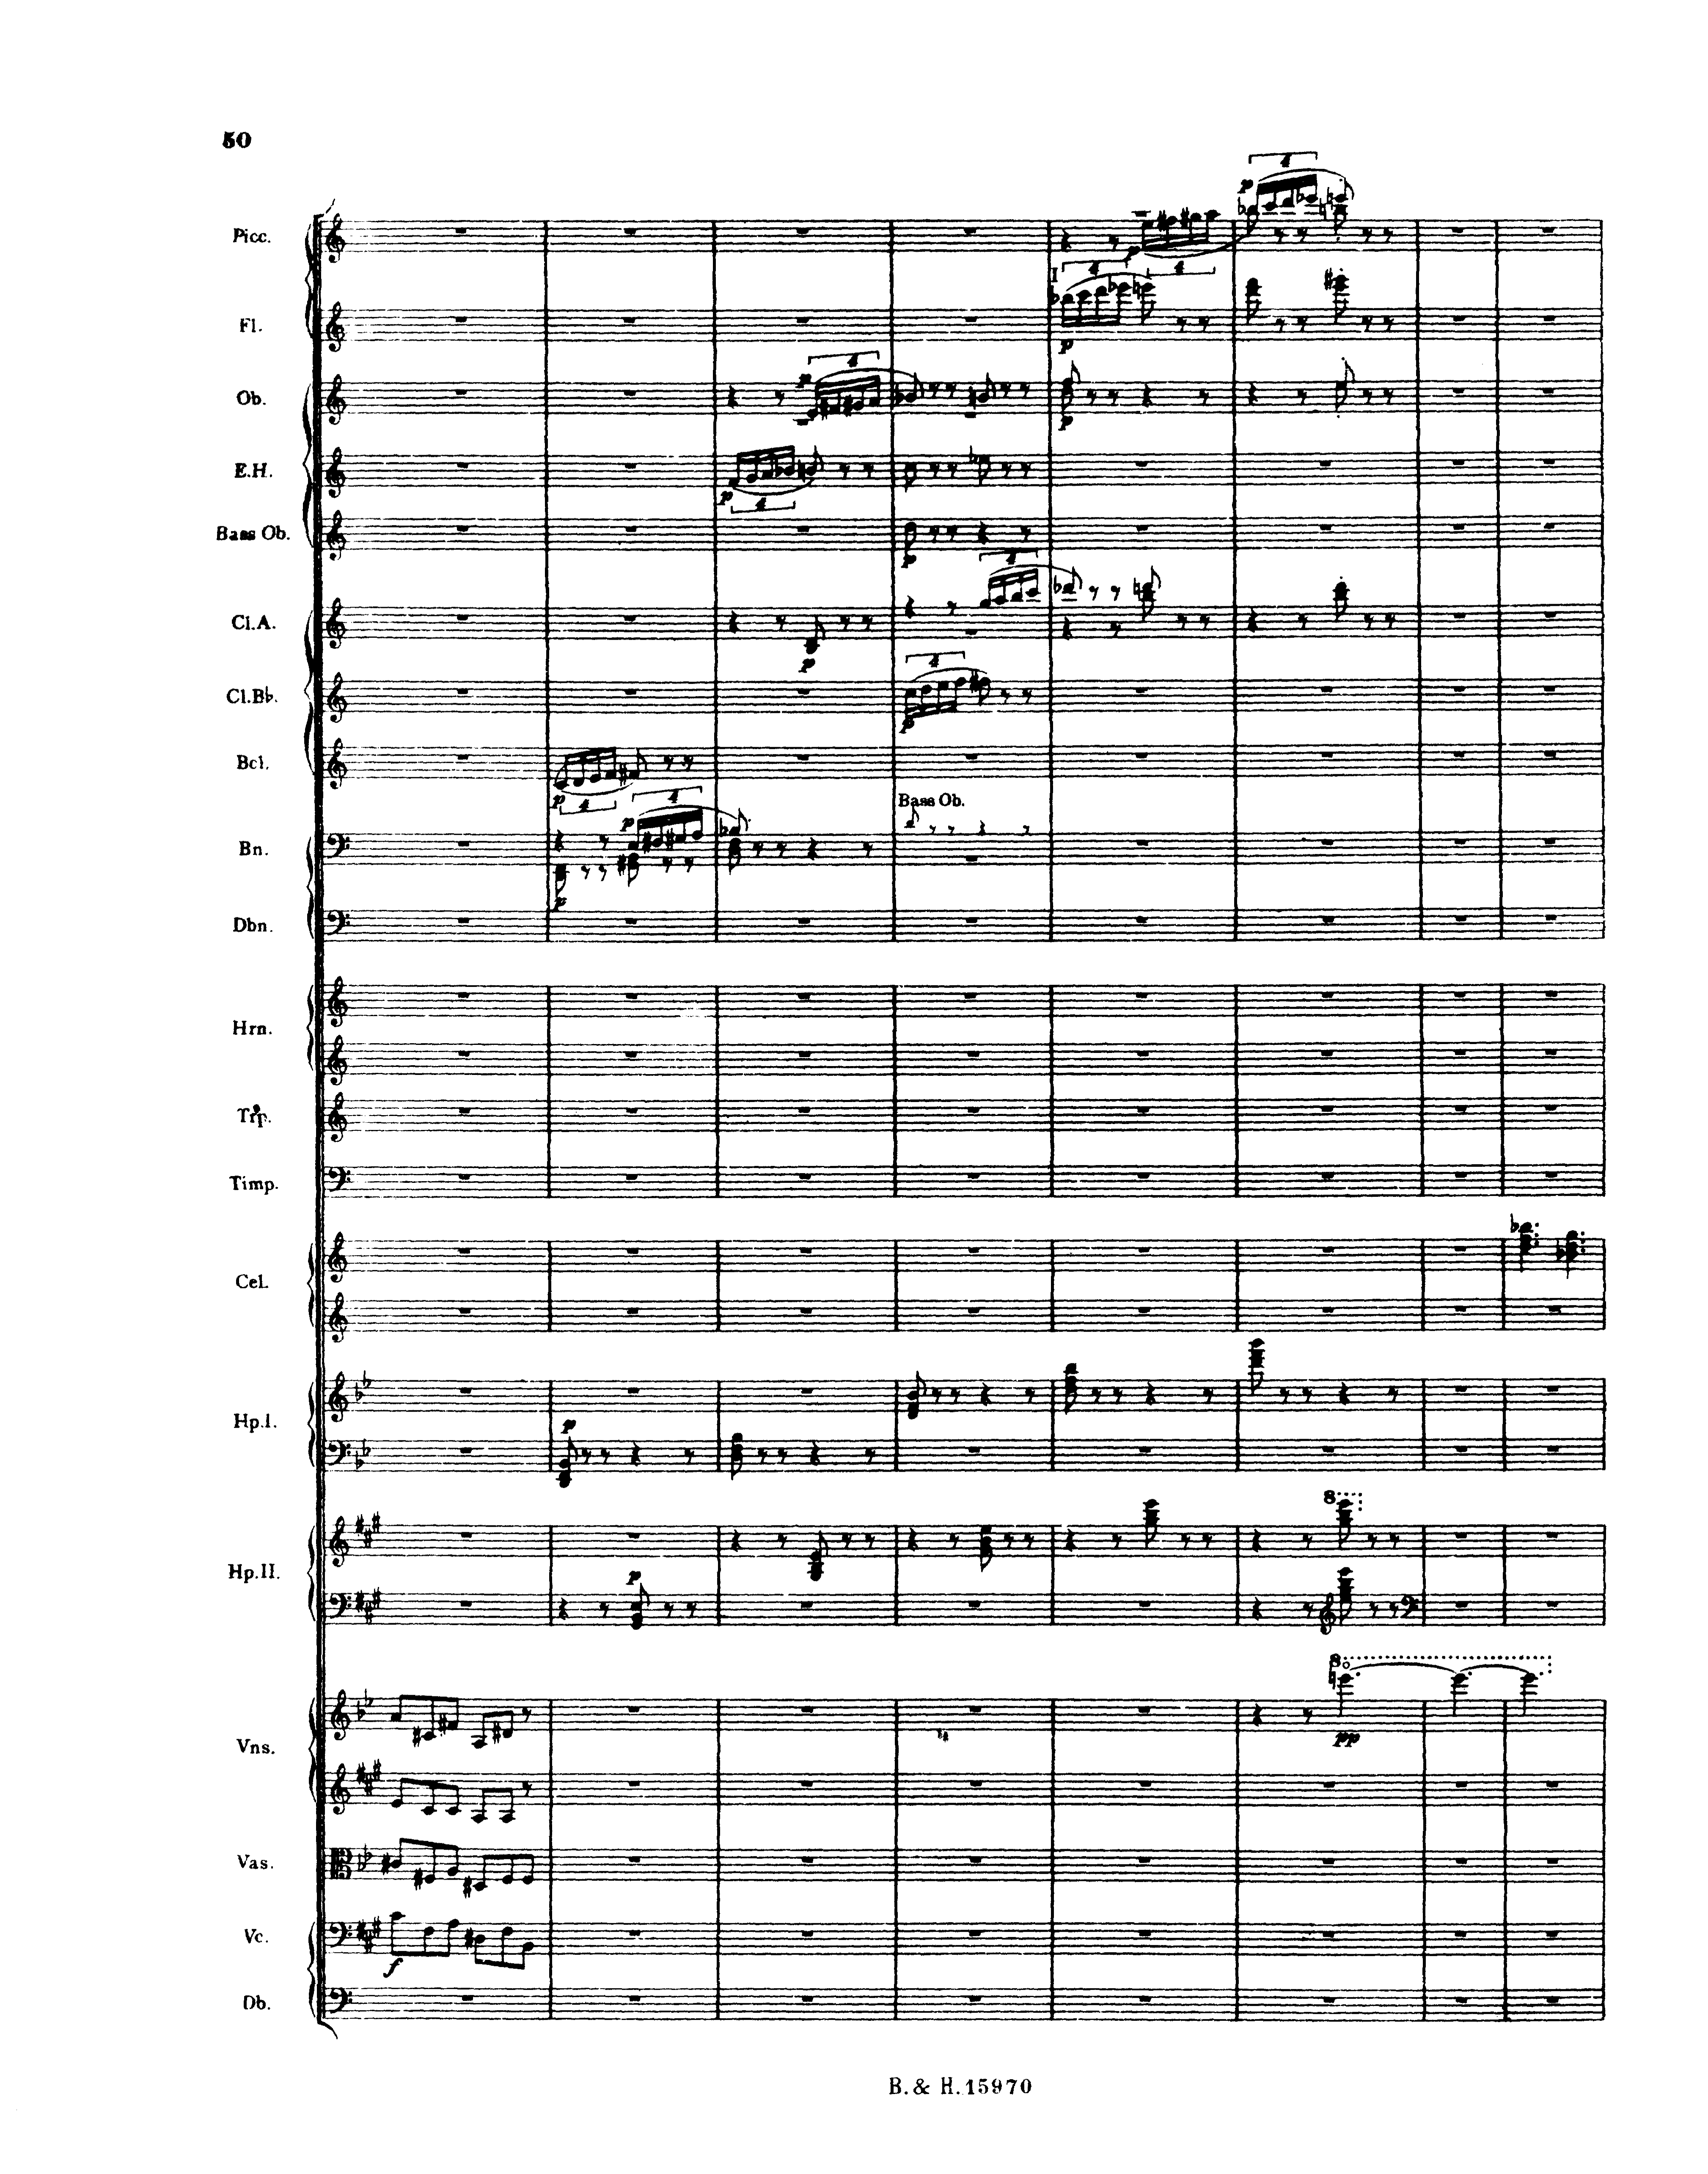 50
Picc.
Fl.
Ob.
E.H.
Bass Ob.
Cl.A.
Cl.B♭.
Bcl.
Bass Ob.
Bn.
Dbn.
Hrn.
Timp.
Cel.
Hp.I.
Hp.II.
Vns.
Vas.
Vc.
Db.
B. & H. 15970